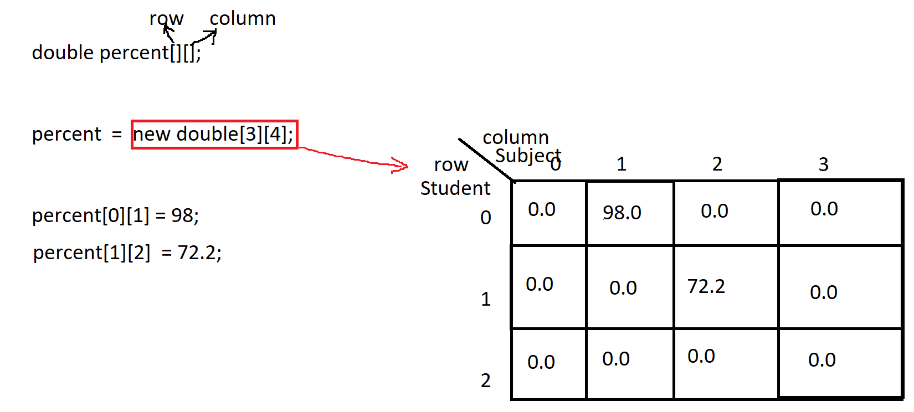 row column
double percent[][];
percent = new double[3][4];
column
Subject
row
Student
0 1 2 3
percent[0][1] = 98;
percent[1][2] = 72.2;
0 0.0 98.0 0.0 0.0
1 0.0 0.0 72.2 0.0
2 0.0 0.0 0.0 0.0